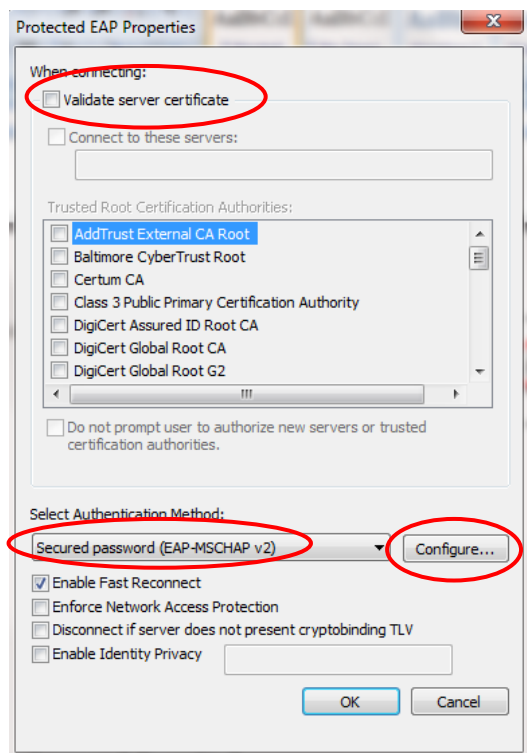 Protected EAP Properties
When connecting:
Validate server certificate
Connect to these servers:
Trusted Root Certification Authorities:
AddTrust External CA Root
Baltimore CyberTrust Root
Certum CA
Class 3 Public Primary Certification Authority
DigiCert Assured ID Root CA
DigiCert Global Root CA
DigiCert Global Root G2
Do not prompt user to authorize new servers or trusted
certification authorities.
Select Authentication Method:
Secured password (EAP-MSCHAP v2)
Configure...
Enable Fast Reconnect
Enforce Network Access Protection
Disconnect if server does not present cryptobinding TLV
Enable Identity Privacy
OK
Cancel